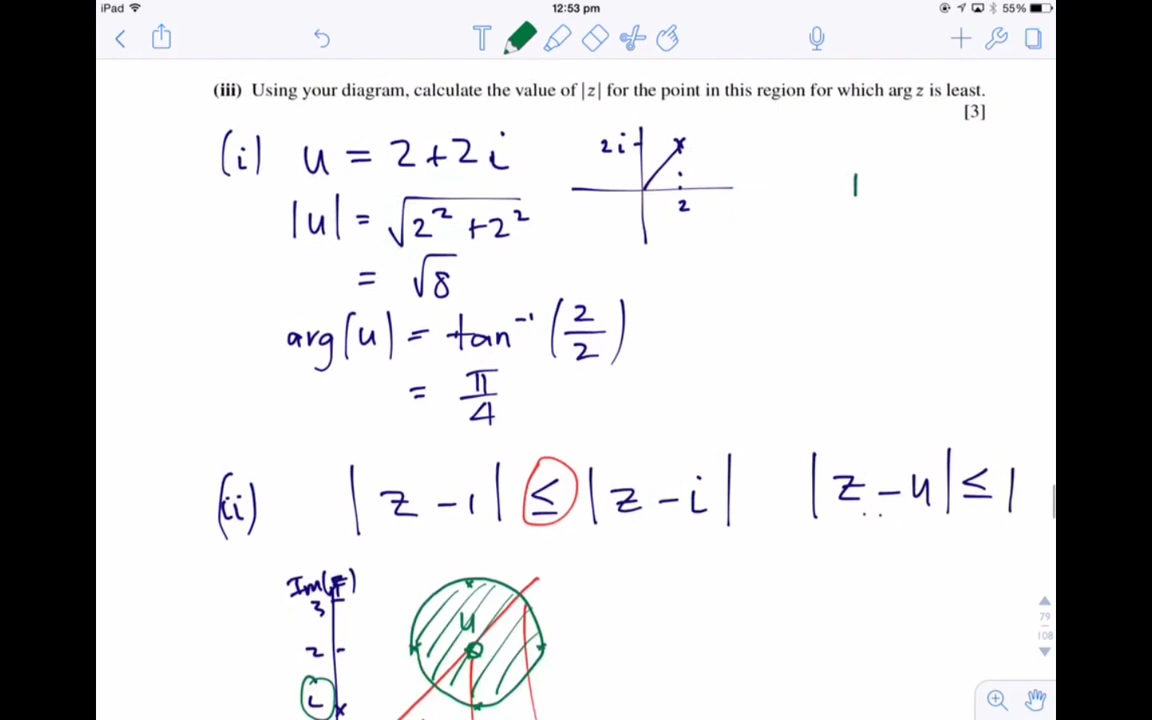 iPad 12:53 pm 55%
T
(iii) Using your diagram, calculate the value of |z| for the point in this region for which arg z is least.
[3]
(i) u = 2+2i
2i
2
|u| = √(2² + 2²)
= √8
arg(u) = tan⁻¹(2/2)
= π/4
(ii) |z - 1| ≤ |z - i| |z - u| ≤ 1
3
2
u
79
108